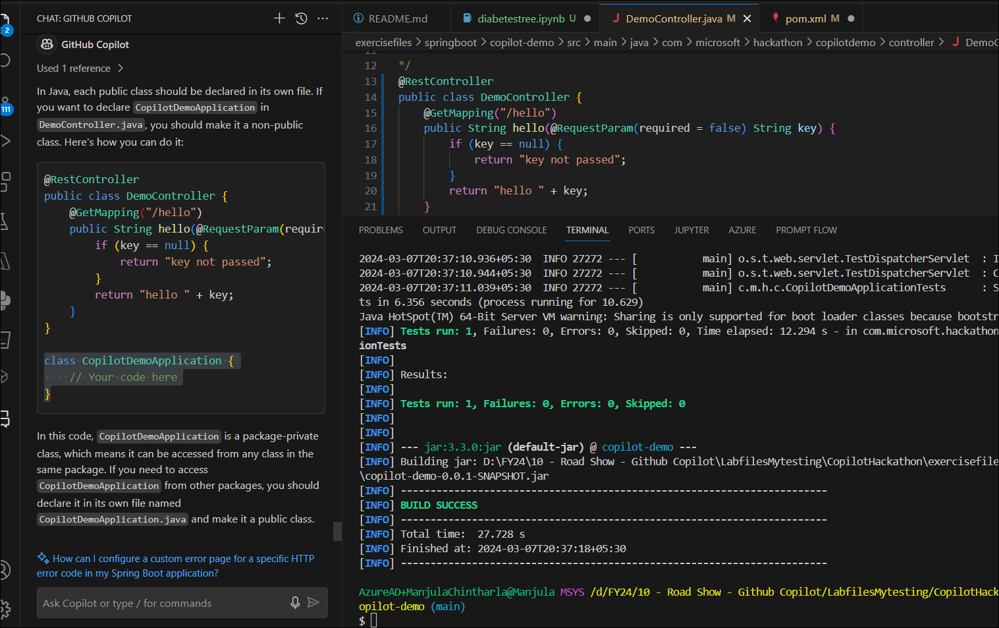 CHAT: GITHUB COPILOT
2
111
GitHub Copilot
Used 1 reference
In Java, each public class should be declared in its own file. If
you want to declare CopilotDemoApplication in
DemoController.java, you should make it a non-public
class. Here's how you can do it:
@RestController
public class DemoController {
@GetMapping("/hello")
public String hello(@RequestParam(requir
if (key == null) {
return "key not passed";
}
return "hello " + key;
}
}
class CopilotDemoApplication {
// Your code here
}
In this code, CopilotDemoApplication is a package-private
class, which means it can be accessed from any class in the
same package. If you need to access
CopilotDemoApplication from other packages, you should
declare it in its own file named
CopilotDemoApplication.java and make it a public class.
How can I configure a custom error page for a specific HTTP
error code in my Spring Boot application?
Ask Copilot or type / for commands
README.md
diabetestree.ipynb U
DemoController.java M
pom.xml M
exercisefiles > springboot > copilot-demo > src > main > java > com > microsoft > hackathon > copilotdemo > controller > DemoC
11
12 */
13 @RestController
14 public class DemoController {
15 @GetMapping("/hello")
16 public String hello(@RequestParam(required = false) String key) {
17 if (key == null) {
18 return "key not passed";
19 }
20 return "hello " + key;
21 }
PROBLEMS OUTPUT DEBUG CONSOLE TERMINAL PORTS JUPYTER AZURE PROMPT FLOW
2024-03-07T20:37:10.936+05:30 INFO 27272 --- [ main] o.s.t.web.servlet.TestDispatcherServlet : I
2024-03-07T20:37:10.944+05:30 INFO 27272 --- [ main] o.s.t.web.servlet.TestDispatcherServlet : C
2024-03-07T20:37:11.039+05:30 INFO 27272 --- [ main] c.m.h.c.CopilotDemoApplicationTests : S
ts in 6.356 seconds (process running for 10.629)
Java HotSpot(TM) 64-Bit Server VM warning: Sharing is only supported for boot loader classes because bootstr
[INFO] Tests run: 1, Failures: 0, Errors: 0, Skipped: 0, Time elapsed: 12.294 s - in com.microsoft.hackathon
ionTests
[INFO]
[INFO] Results:
[INFO]
[INFO] Tests run: 1, Failures: 0, Errors: 0, Skipped: 0
[INFO]
[INFO]
[INFO] --- jar:3.3.0:jar (default-jar) @ copilot-demo ---
[INFO] Building jar: D:\FY24\10 - Road Show - Github Copilot\LabfilesMytesting\CopilotHackathon\exercisefile
\copilot-demo-0.0.1-SNAPSHOT.jar
[INFO] ------------------------------------------------------------------------
[INFO] BUILD SUCCESS
[INFO] ------------------------------------------------------------------------
[INFO] Total time:  27.728 s
[INFO] Finished at: 2024-03-07T20:37:18+05:30
[INFO] ------------------------------------------------------------------------
AzureAD+ManjulaChintharla@Manjula MSYS /d/FY24/10 - Road Show - Github Copilot/LabfilesMytesting/CopilotHack
opilot-demo (main)
$